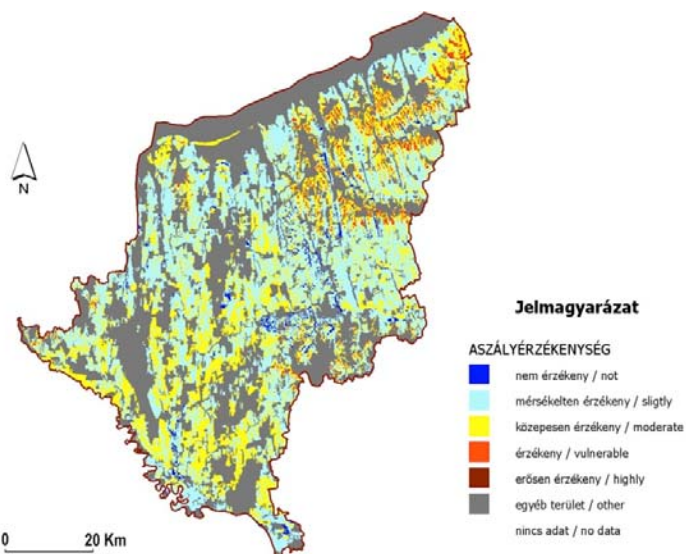 N
Jelmagyarázat
ASZÁLYÉRZÉKENYSÉG
nem érzékeny / not
mérsékelten érzékeny / sligtly
közepesen érzékeny / moderate
érzékeny / vulnerable
erősen érzékeny / highly
egyéb terület / other
nincs adat / no data
0 20 Km